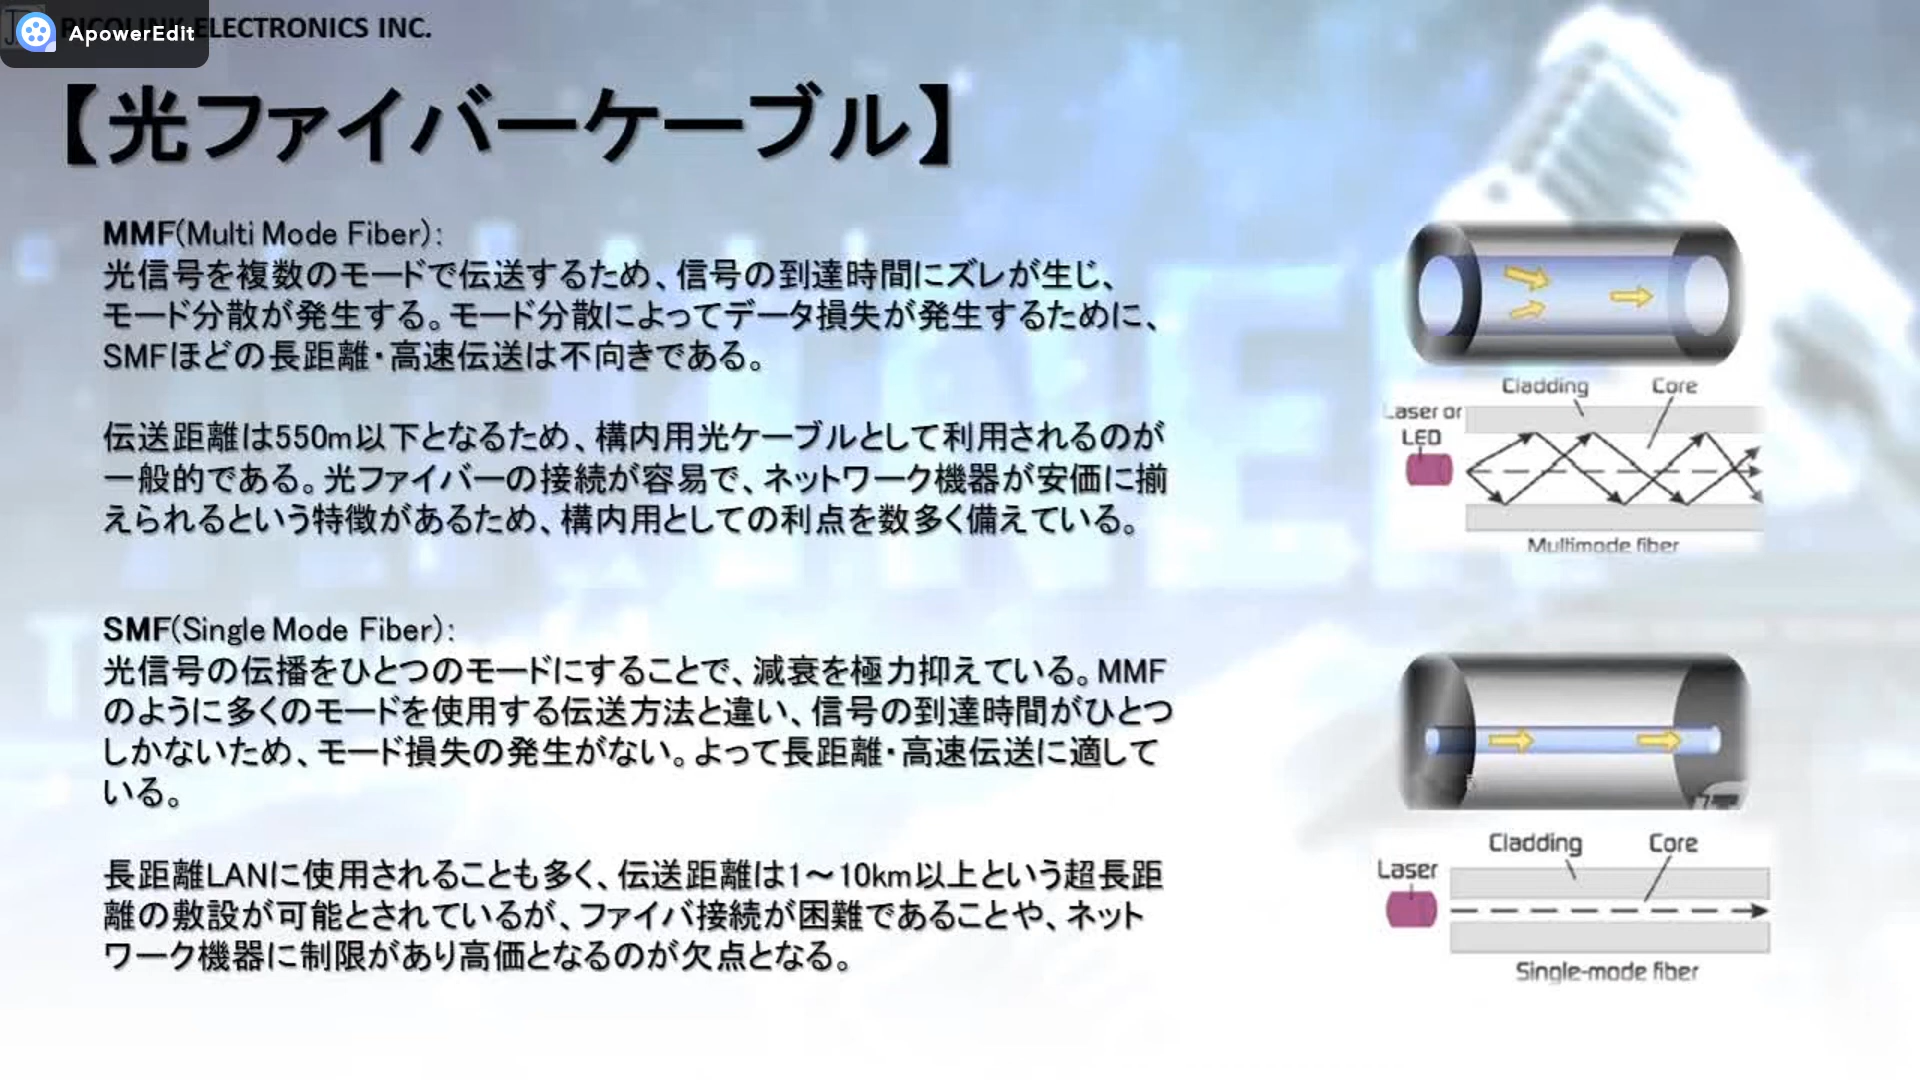 ApowerEdit
ELECTRONICS INC.
【光ファイバーケーブル】
MMF(Multi Mode Fiber):
光信号を複数のモードで伝送するため、信号の到達時間にズレが生じ、
モード分散が発生する。モード分散によってデータ損失が発生するために、
SMFほどの長距離・高速伝送は不向きである。
伝送距離は550m以下となるため、構内用光ケーブルとして利用されるのが
一般的である。光ファイバーの接続が容易で、ネットワーク機器が安価に揃
えられるという特徴があるため、構内用としての利点を数多く備えている。
Cladding Core
Laser or
LED
Multimode fiber
SMF(Single Mode Fiber):
光信号の伝播をひとつのモードにすることで、減衰を極力抑えている。MMF
のように多くのモードを使用する伝送方法と違い、信号の到達時間がひとつ
しかないため、モード損失の発生がない。よって長距離・高速伝送に適して
いる。
長距離LANに使用されることも多く、伝送距離は1～10km以上という超長距
離の敷設が可能とされているが、ファイバ接続が困難であることや、ネット
ワーク機器に制限があり高価となるのが欠点となる。
Cladding Core
Laser
Single-mode fiber